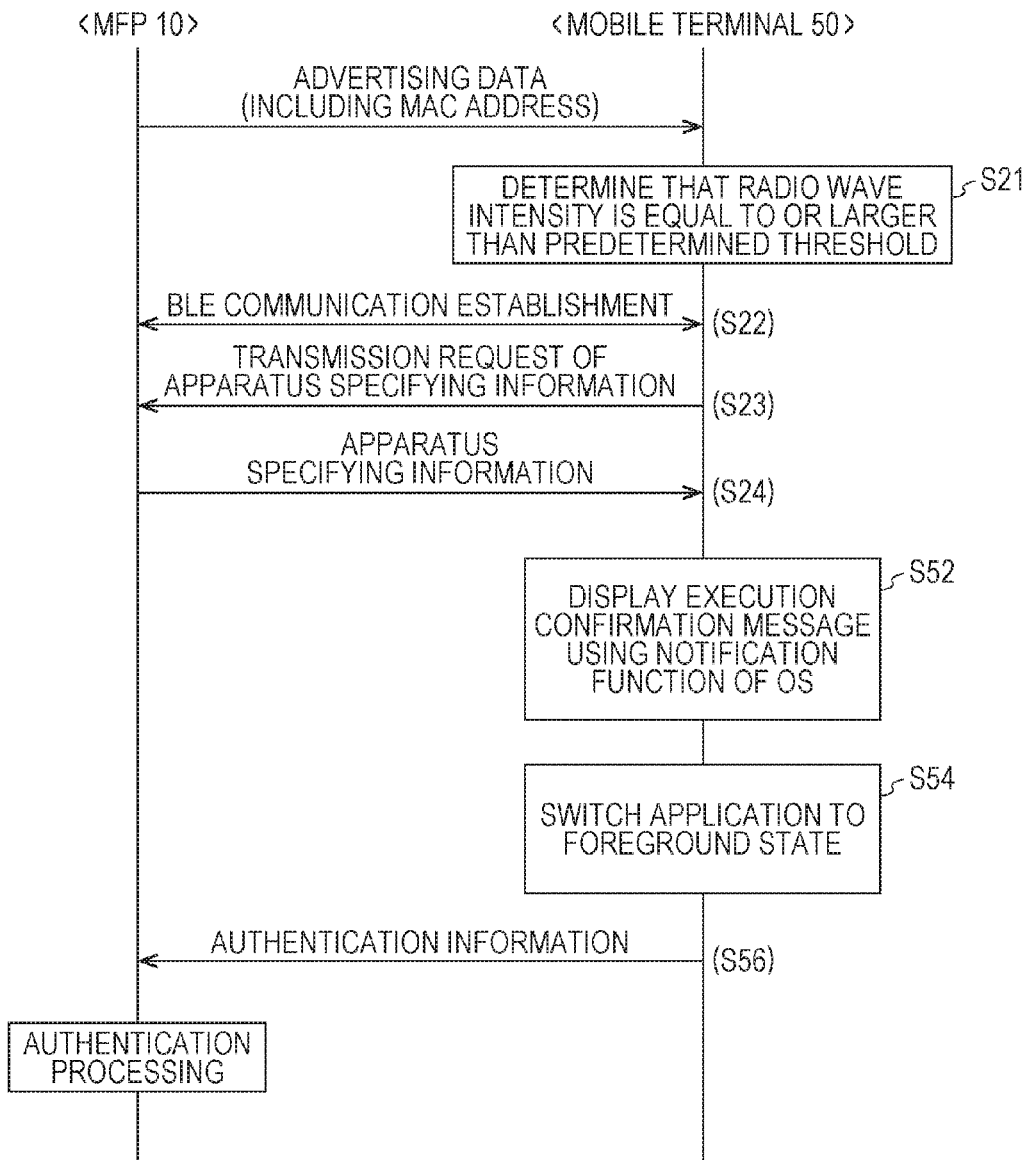 <MFP 10>
<MOBILE TERMINAL 50>
ADVERTISING DATA
(INCLUDING MAC ADDRESS)
S21
DETERMINE THAT RADIO WAVE
INTENSITY IS EQUAL TO OR LARGER
THAN PREDETERMINED THRESHOLD
BLE COMMUNICATION ESTABLISHMENT
(S22)
TRANSMISSION REQUEST OF
APPARATUS SPECIFYING INFORMATION
(S23)
APPARATUS
SPECIFYING INFORMATION
(S24)
S52
DISPLAY EXECUTION
CONFIRMATION MESSAGE
USING NOTIFICATION
FUNCTION OF OS
S54
SWITCH APPLICATION TO
FOREGROUND STATE
AUTHENTICATION INFORMATION
(S56)
AUTHENTICATION
PROCESSING